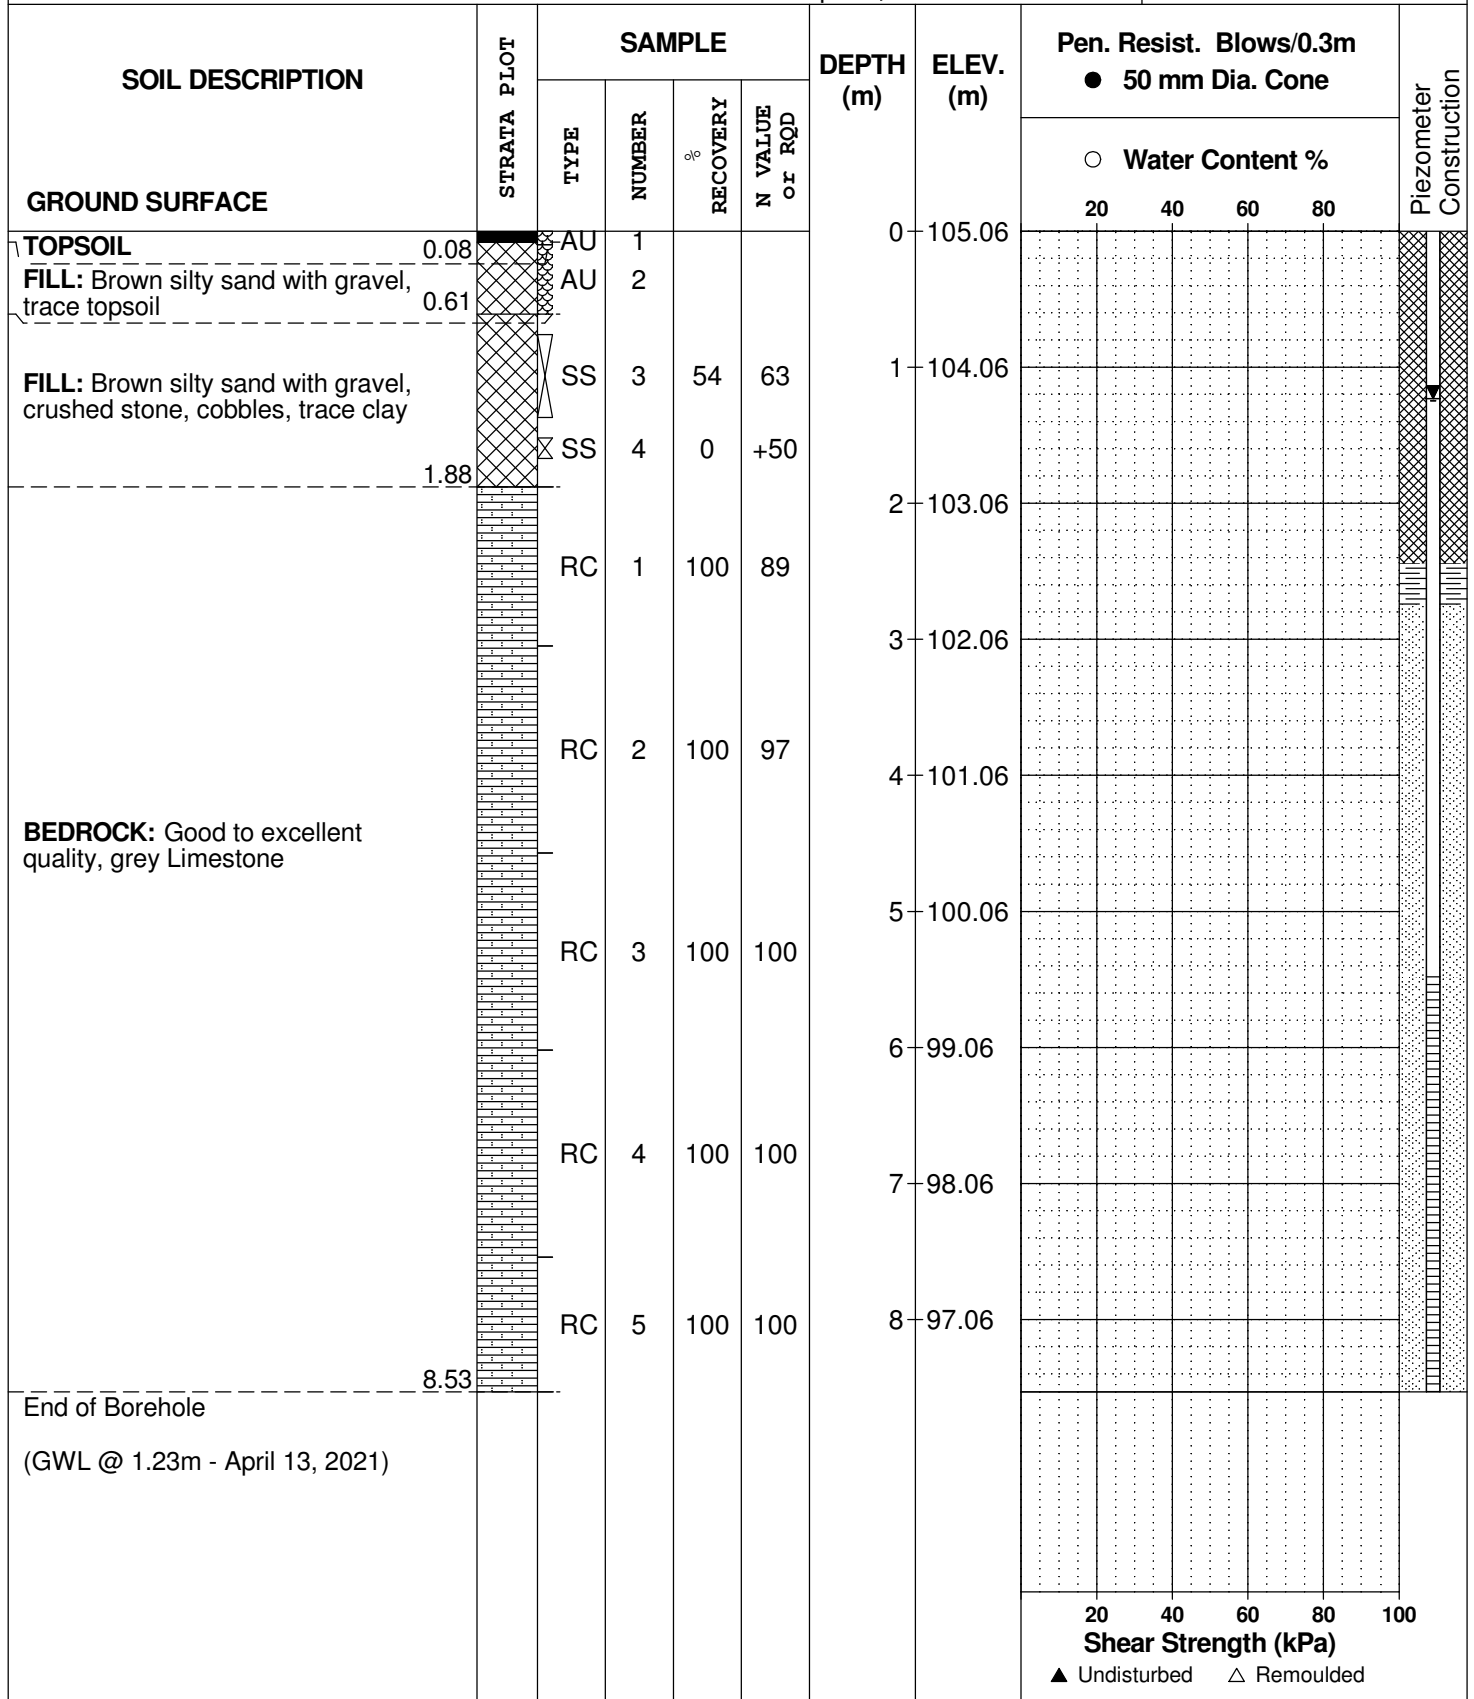 SOIL DESCRIPTION
GROUND SURFACE
STRATA PLOT
SAMPLE
TYPE
NUMBER
%
RECOVERY
N VALUE
or RQD
DEPTH
(m)
ELEV.
(m)
Pen. Resist. Blows/0.3m
● 50 mm Dia. Cone
○ Water Content %
20 40 60 80
Piezometer
Construction
0 105.06
TOPSOIL 0.08
AU 1
FILL: Brown silty sand with gravel,
trace topsoil 0.61
AU 2
1 104.06
FILL: Brown silty sand with gravel,
crushed stone, cobbles, trace clay
1.88
SS 3 54 63
SS 4 0 +50
2 103.06
RC 1 100 89
3 102.06
RC 2 100 97
4 101.06
BEDROCK: Good to excellent
quality, grey Limestone
5 100.06
RC 3 100 100
6 99.06
RC 4 100 100
7 98.06
RC 5 100 100
8 97.06
8.53
End of Borehole
(GWL @ 1.23m - April 13, 2021)
20 40 60 80 100
Shear Strength (kPa)
▲ Undisturbed △ Remoulded